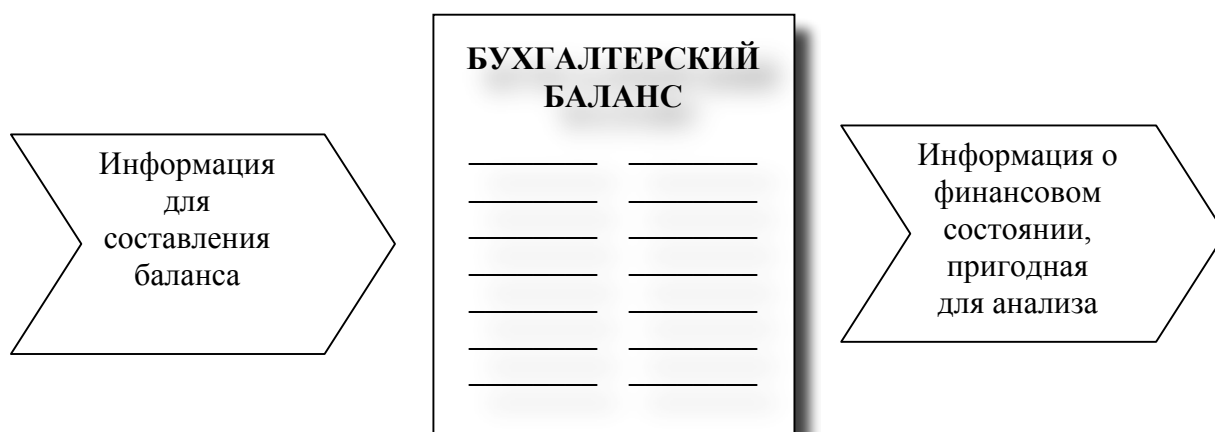 Информация
для
составления
баланса
БУХГАЛТЕРСКИЙ
БАЛАНС
Информация о
финансовом
состоянии,
пригодная
для анализа